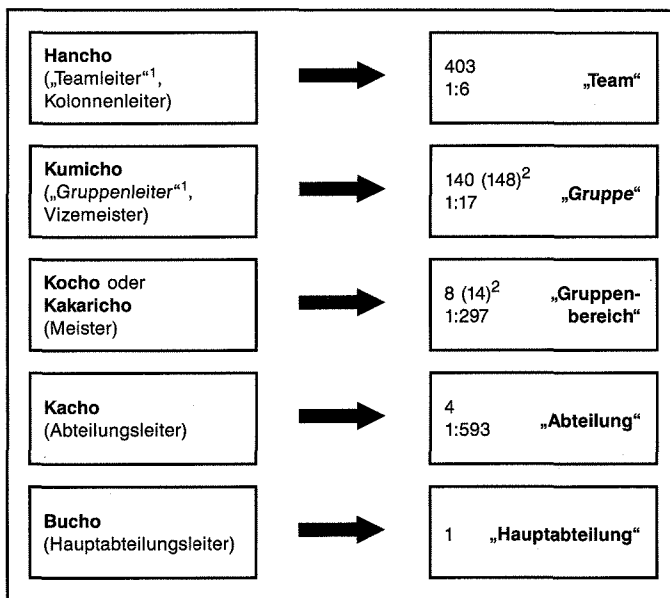 Hancho
(„Teamleiter“¹,
Kolonnenleiter)
403
1:6 „Team“
Kumicho
(„Gruppenleiter“¹,
Vizemeister)
140 (148)²
1:17 „Gruppe“
Kocho oder
Kakaricho
(Meister)
8 (14)² „Gruppen-
1:297 bereich“
Kacho
(Abteilungsleiter)
4
1:593 „Abteilung“
Bucho
(Hauptabteilungsleiter)
1 „Hauptabteilung“